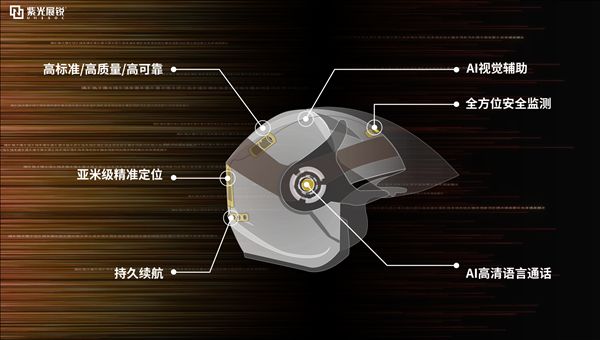 紫光展锐
UNISOC
高标准/高质量/高可靠
AI视觉辅助
全方位安全监测
亚米级精准定位
持久续航
AI高清语言通话